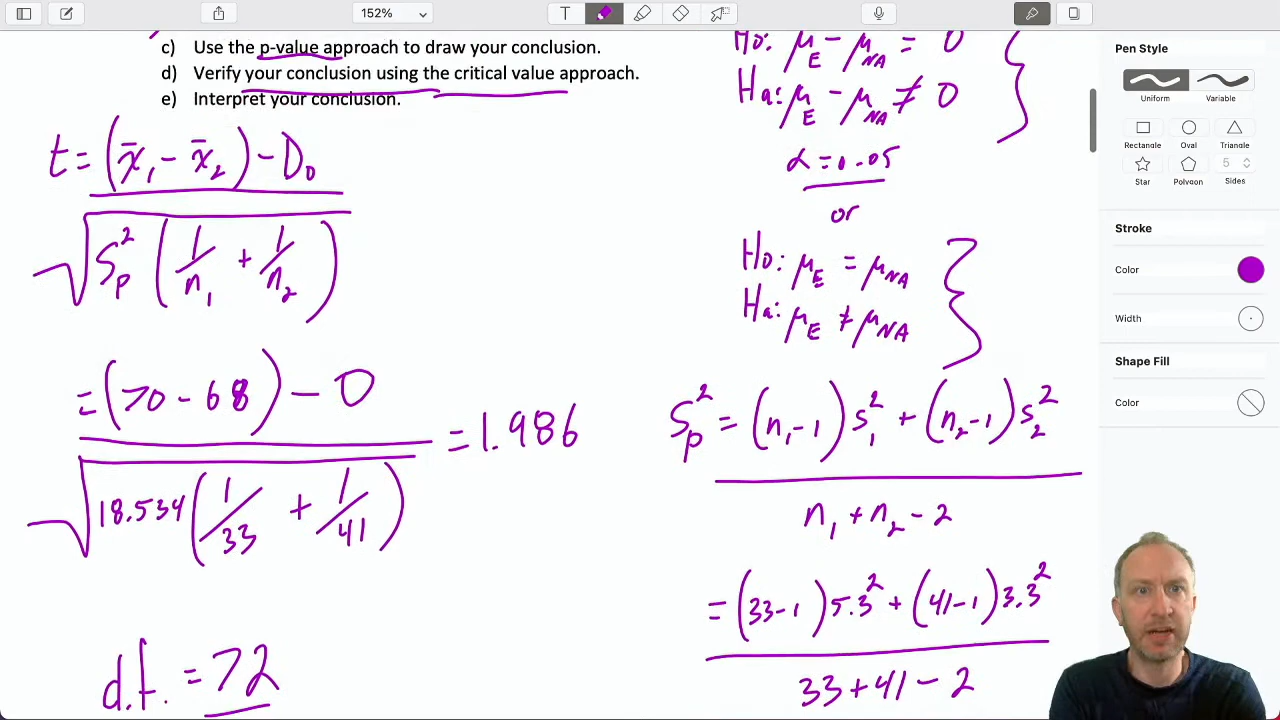 152%
T
c) Use the p-value approach to draw your conclusion.
d) Verify your conclusion using the critical value approach.
e) Interpret your conclusion.
t = (x̄₁ - x̄₂) - D₀
√ Sp² (1/n₁ + 1/n₂)
= (70 - 68) - 0
√ 18.534 (1/33 + 1/41)
= 1.986
d.f. = 72
Ho: μE - μNA = 0
Ha: μE - μNA ≠ 0
α = 0.05
or
Ho: μE = μNA
Ha: μE ≠ μNA
Sp² = (n₁-1) s₁² + (n₂-1) s₂²
n₁ + n₂ - 2
= (33-1) 5.3² + (41-1) 3.3²
33 + 41 - 2
Pen Style
Uniform Variable
Rectangle Oval Triangle
5
Star Polygon Sides
Stroke
Color
Width
Shape Fill
Color